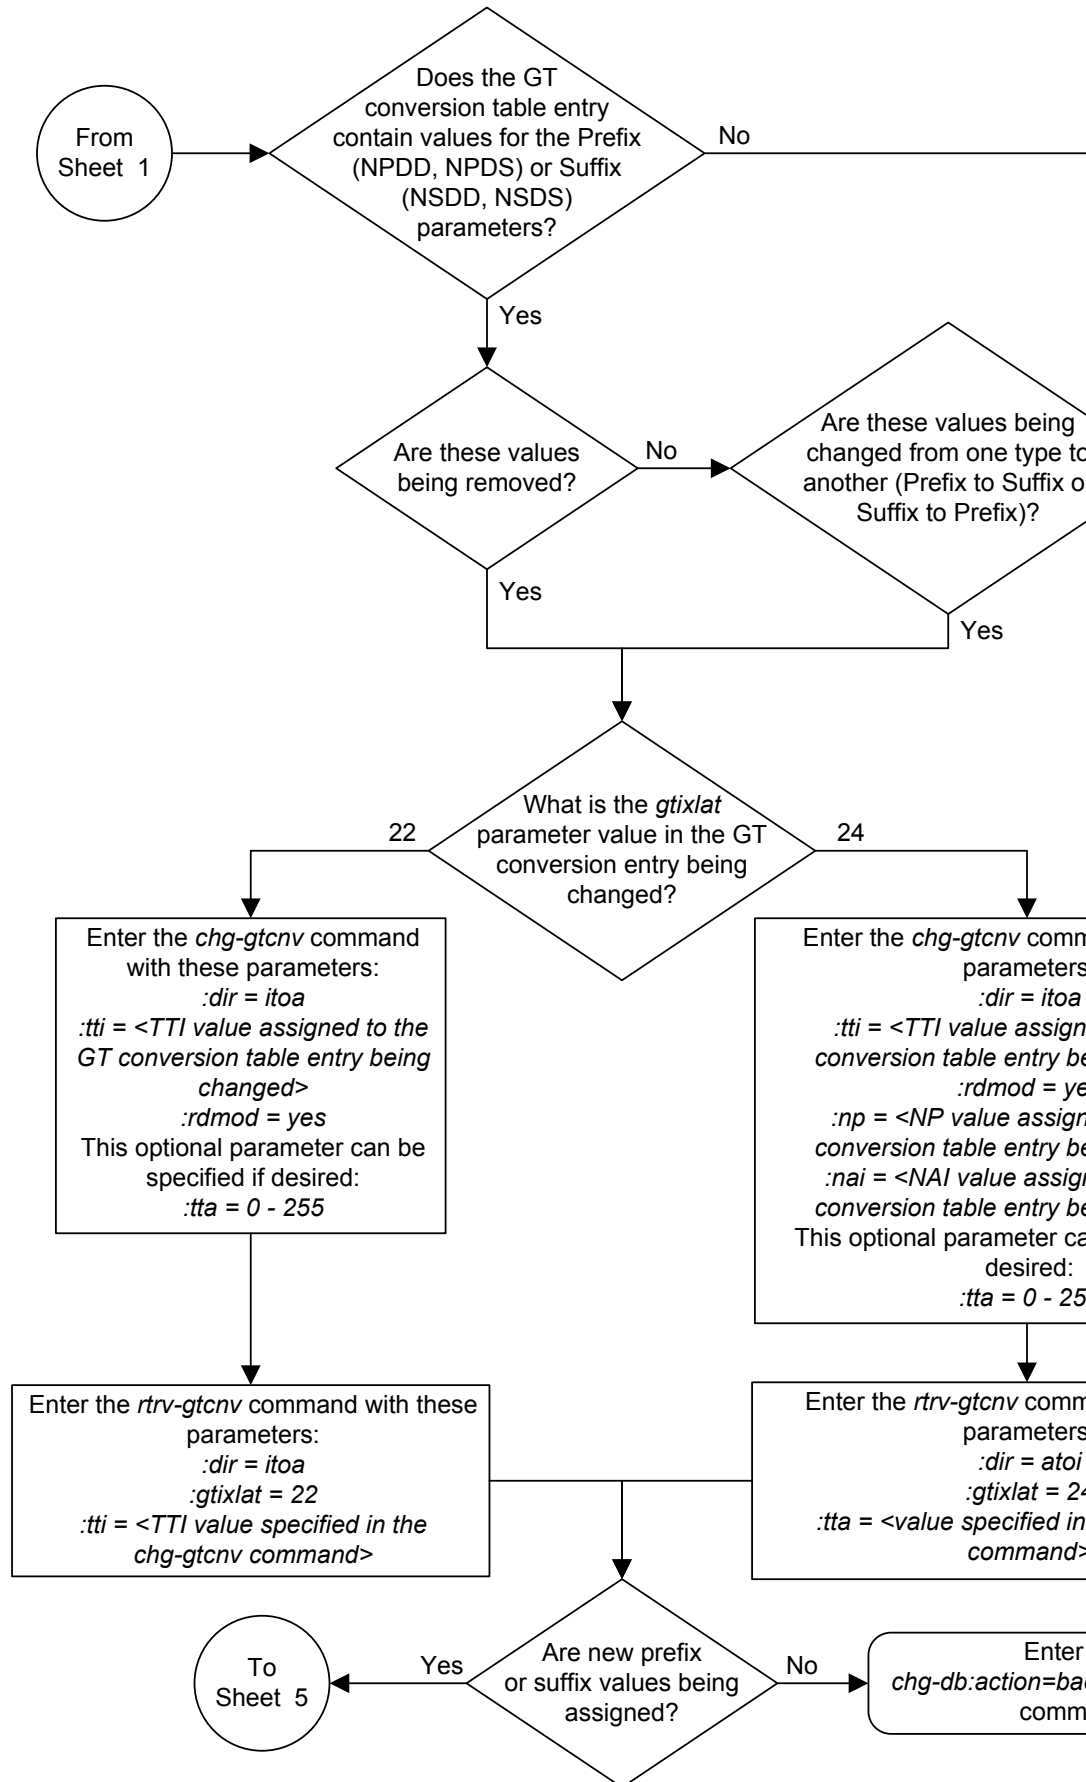 From
Sheet 1
Does the GT
conversion table entry
contain values for the Prefix
(NPDD, NPDS) or Suffix
(NSDD, NSDS)
parameters?
No
Yes
Are these values
being removed?
No
Are these values being
changed from one type to
another (Prefix to Suffix o
Suffix to Prefix)?
Yes
Yes
What is the gtixlat
parameter value in the GT
conversion entry being
changed?
22
24
Enter the chg-gtcnv command
with these parameters:
:dir = itoa
:tti = <TTI value assigned to the
GT conversion table entry being
changed>
:rdmod = yes
This optional parameter can be
specified if desired:
:tta = 0 - 255
Enter the chg-gtcnv comm
parameters
:dir = itoa
:tti = <TTI value assign
conversion table entry be
:rdmod = ye
:np = <NP value assign
conversion table entry be
:nai = <NAI value assign
conversion table entry be
This optional parameter ca
desired:
:tta = 0 - 25
Enter the rtrv-gtcnv command with these
parameters:
:dir = itoa
:gtixlat = 22
:tti = <TTI value specified in the
chg-gtcnv command>
Enter the rtrv-gtcnv comm
parameters
:dir = atoi
:gtixlat = 24
:tta = <value specified in
command>
To
Sheet 5
Yes
Are new prefix
or suffix values being
assigned?
No
Enter
chg-db:action=bac
comm